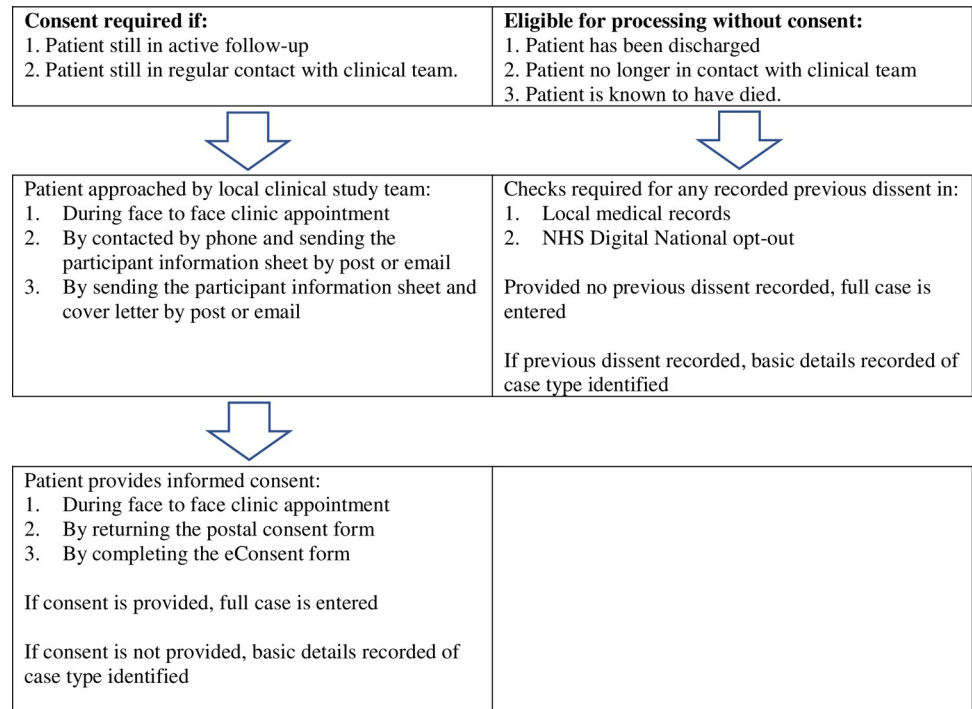 Consent required if:
1. Patient still in active follow-up
2. Patient still in regular contact with clinical team.
Eligible for processing without consent:
1. Patient has been discharged
2. Patient no longer in contact with clinical team
3. Patient is known to have died.
Patient approached by local clinical study team:
1. During face to face clinic appointment
2. By contacted by phone and sending the
participant information sheet by post or email
3. By sending the participant information sheet and
cover letter by post or email
Checks required for any recorded previous dissent in:
1. Local medical records
2. NHS Digital National opt-out
Provided no previous dissent recorded, full case is
entered
If previous dissent recorded, basic details recorded of
case type identified
Patient provides informed consent:
1. During face to face clinic appointment
2. By returning the postal consent form
3. By completing the eConsent form
If consent is provided, full case is entered
If consent is not provided, basic details recorded of
case type identified